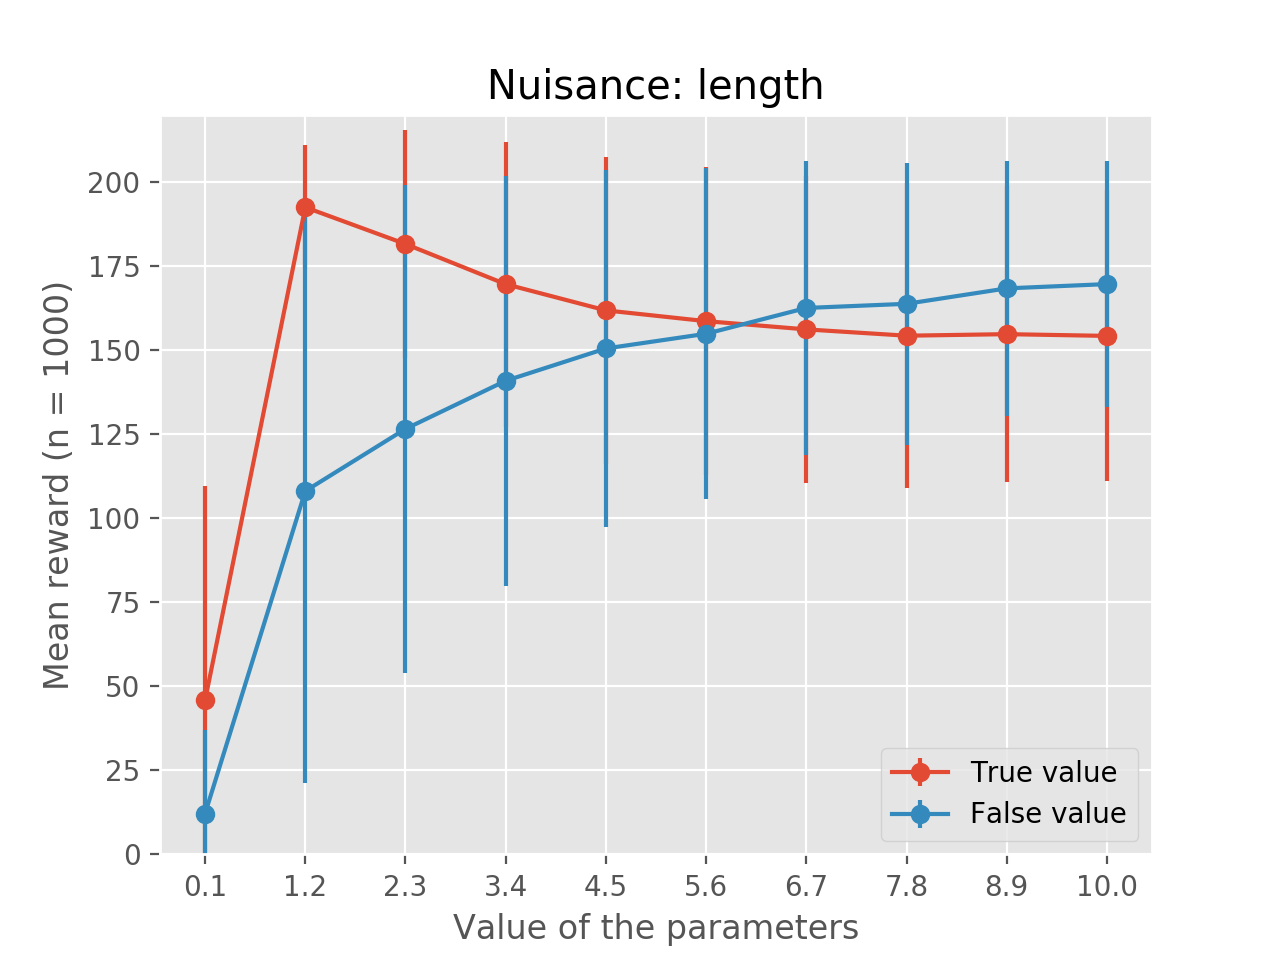 Nuisance: length
Mean reward (n = 1000)
200
175
150
125
100
75
50
25
0
True value
False value
0.1 1.2 2.3 3.4 4.5 5.6 6.7 7.8 8.9 10.0
Value of the parameters